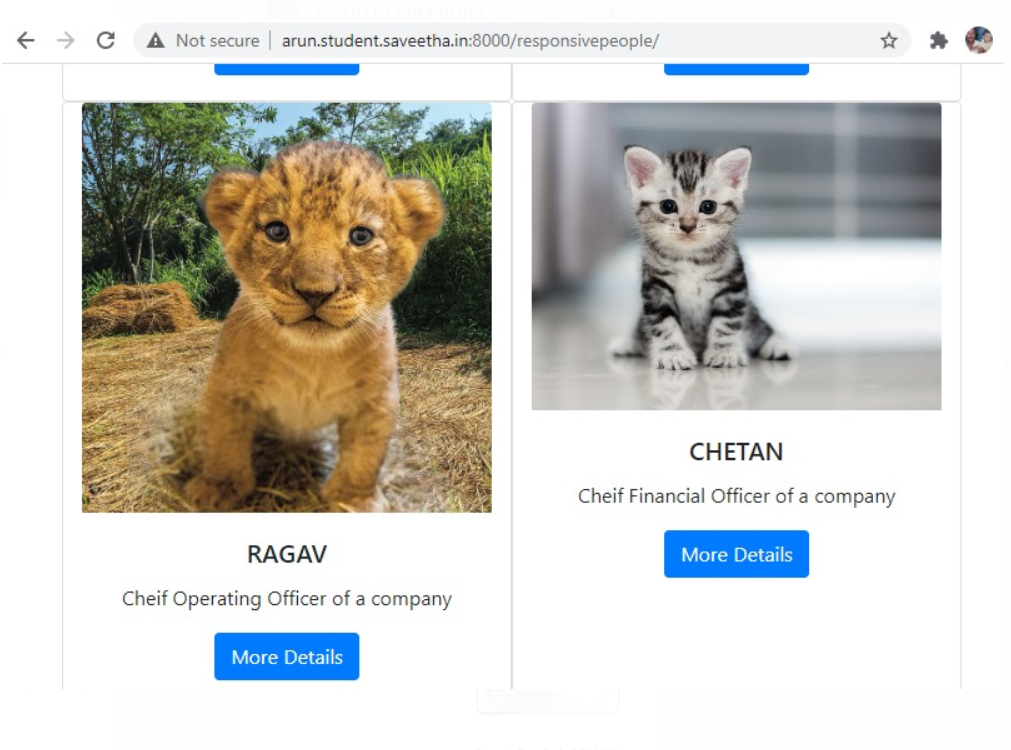 Not secure | arun.student.saveetha.in:8000/responsivepeople/
RAGAV
Cheif Operating Officer of a company
More Details
CHETAN
Cheif Financial Officer of a company
More Details